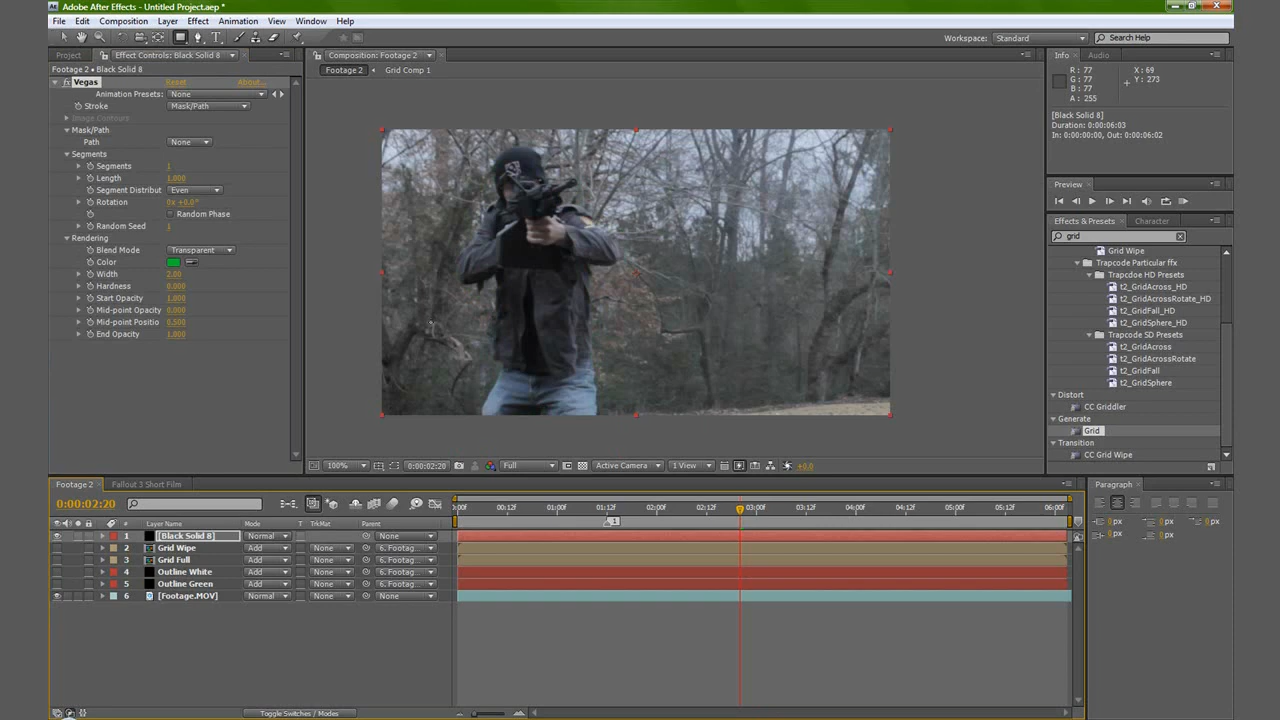 Adobe After Effects - Untitled Project.aep *
File Edit Composition Layer Effect Animation View Window Help
Workspace: Standard Search Help
Project Effect Controls: Black Solid 8
Footage 2 • Black Solid 8
Vegas Reset About...
Animation Presets: None
Stroke Mask/Path
Image Contours
Mask/Path
Path None
Segments
Segments 1
Length 1.000
Segment Distribut Even
Rotation 0x +0.0°
Random Phase
Random Seed 1
Rendering
Blend Mode Transparent
Color
Width 2.00
Hardness 0.000
Start Opacity 1.000
Mid-point Opacity 0.000
Mid-point Positio 0.500
End Opacity 1.000
Composition: Footage 2
Footage 2 Grid Comp 1
100% 0:00:02:20 Full Active Camera 1 View +0.0
Info Audio
R: 77 X: 69
G: 77 Y: 273
B: 77
A: 255
[Black Solid 8]
Duration: 0:00:06:03
In: 0:00:00:00, Out: 0:00:06:02
Preview
Effects & Presets Character
grid
Grid Wipe
Trapcode Particular ffx
Trapcdoe HD Presets
t2_GridAcross_HD
t2_GridAcrossRotate_HD
t2_GridFall_HD
t2_GridSphere_HD
Trapcode SD Presets
t2_GridAcross
t2_GridAcrossRotate
t2_GridFall
t2_GridSphere
Distort
CC Griddler
Generate
Grid
Transition
CC Grid Wipe
Footage 2 Fallout 3 Short Film
0:00:02:20
00:12f 01:00f 01:12f 02:00f 02:12f 03:00f 03:12f 04:00f 04:12f 05:00f 05:12f 06:00f
1
# Layer Name Mode T TrkMat Parent
1 [Black Solid 8] Normal None
2 Grid Wipe Add None 6. Footag...
3 Grid Full Add None 6. Footag...
4 Outline White Add None 6. Footag...
5 Outline Green Add None 6. Footag...
6 [Footage.MOV] Normal None None
Toggle Switches / Modes
Paragraph
0 px 0 px 0 px
0 px 0 px